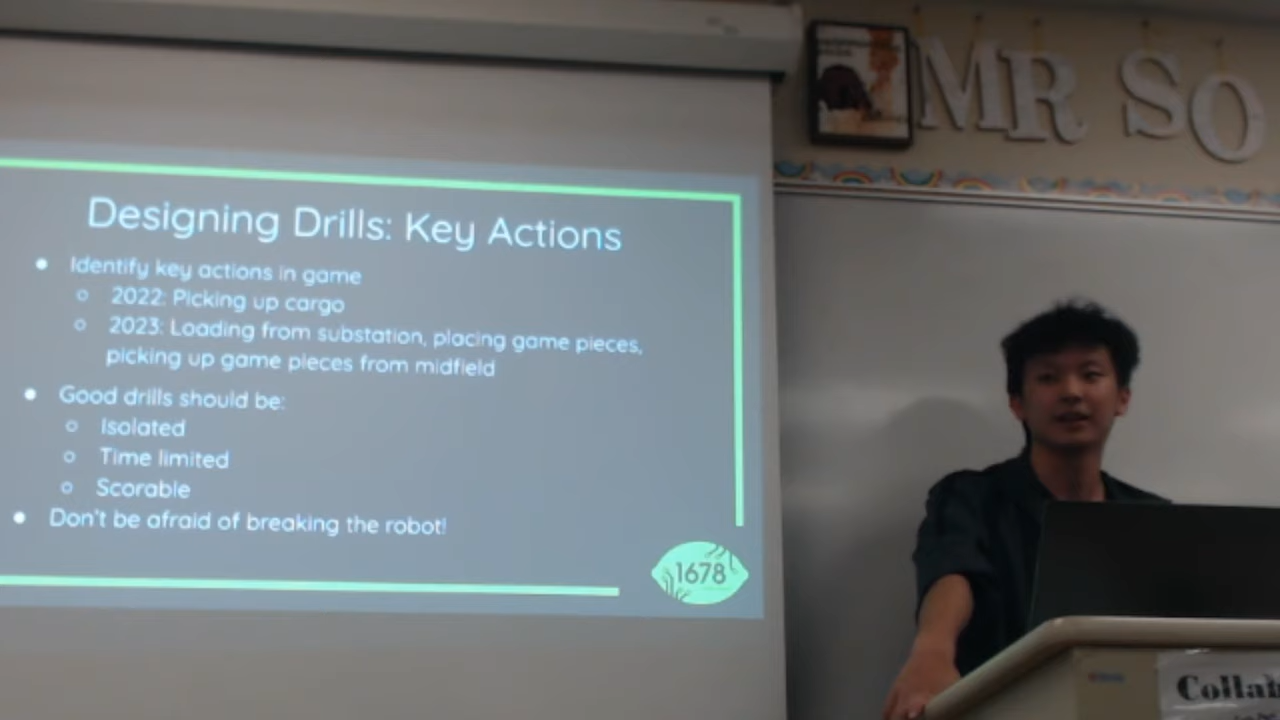 MR SO
Designing Drills: Key Actions
● Identify key actions in game
○ 2022: Picking up cargo
○ 2023: Loading from substation, placing game pieces,
picking up game pieces from midfield
● Good drills should be:
○ Isolated
○ Time limited
○ Scorable
● Don't be afraid of breaking the robot!
1678
Collab